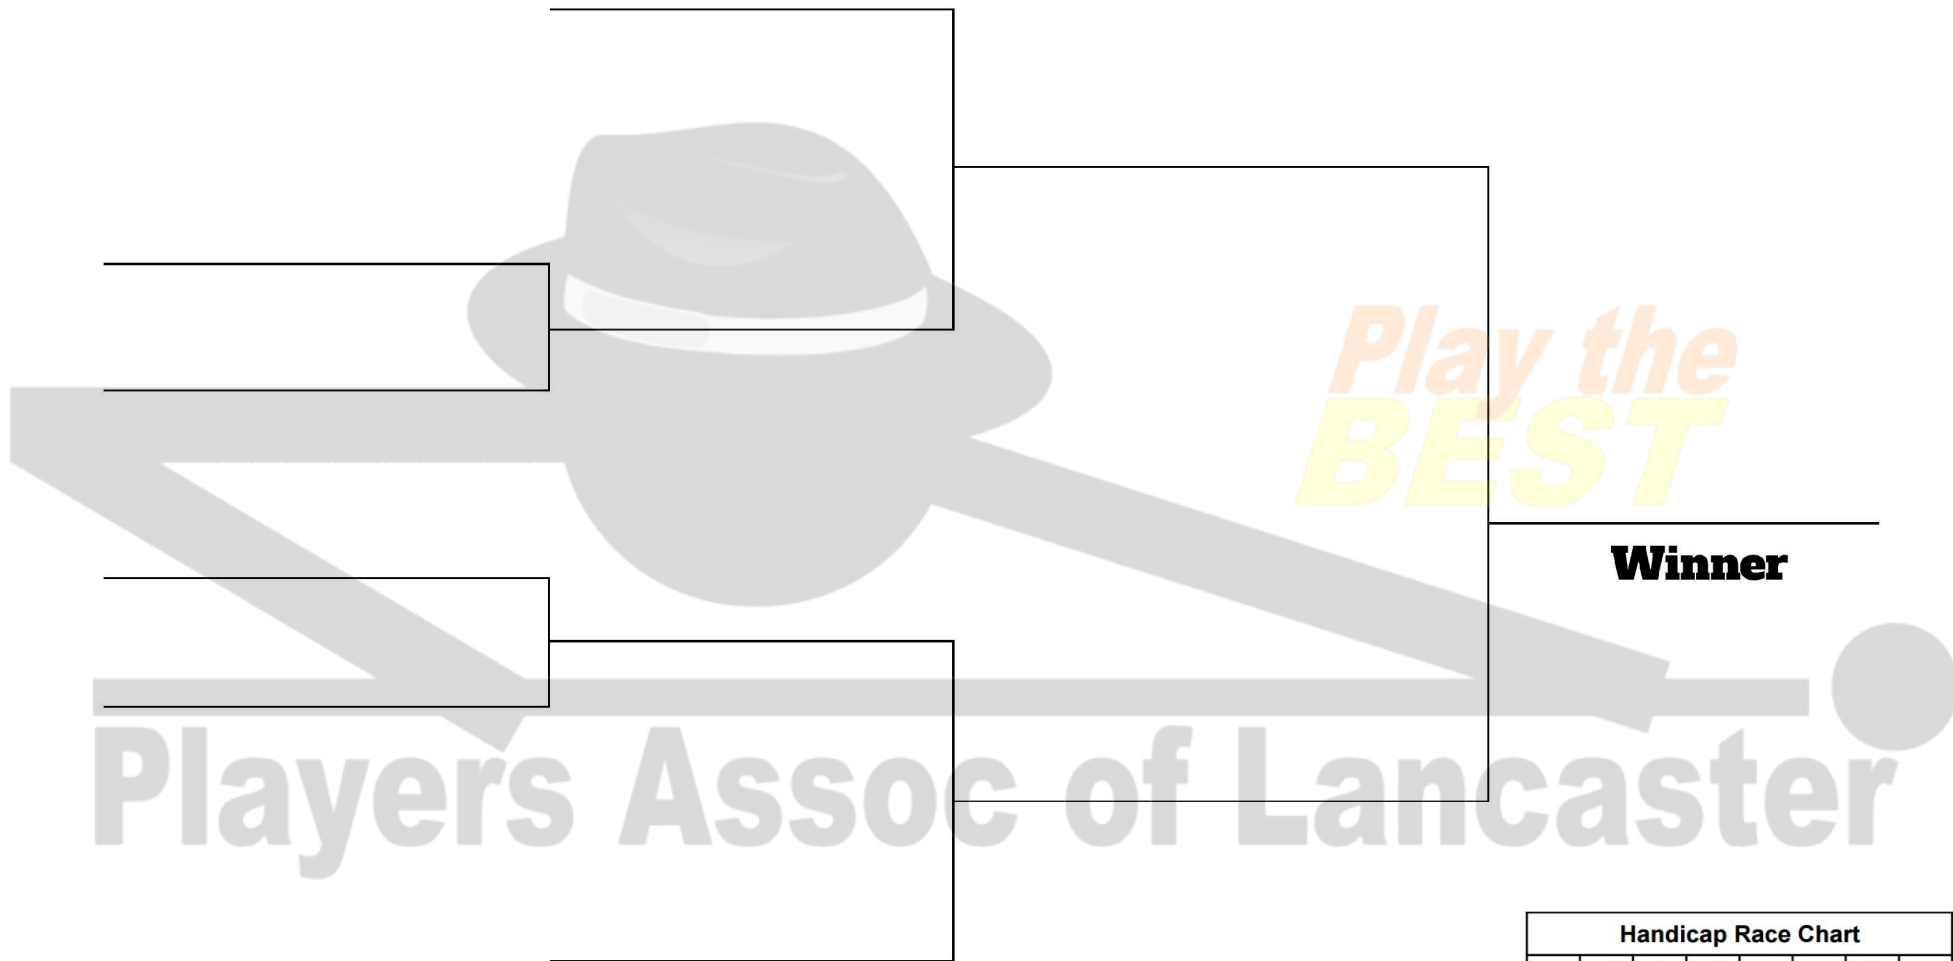 Play the
BEST
Winner
Players Assoc of Lancaster
Handicap Race Chart